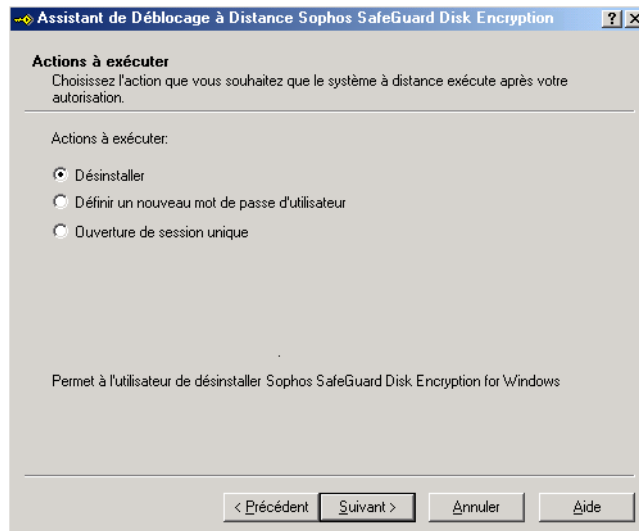 Assistant de Déblocage à Distance Sophos SafeGuard Disk Encryption
Actions à exécuter
Choisissez l'action que vous souhaitez que le système à distance exécute après votre
autorisation.
Actions à exécuter:
Désinstaller
Définir un nouveau mot de passe d'utilisateur
Ouverture de session unique
Permet à l'utilisateur de désinstaller Sophos SafeGuard Disk Encryption for Windows
< Précédent Suivant > Annuler Aide